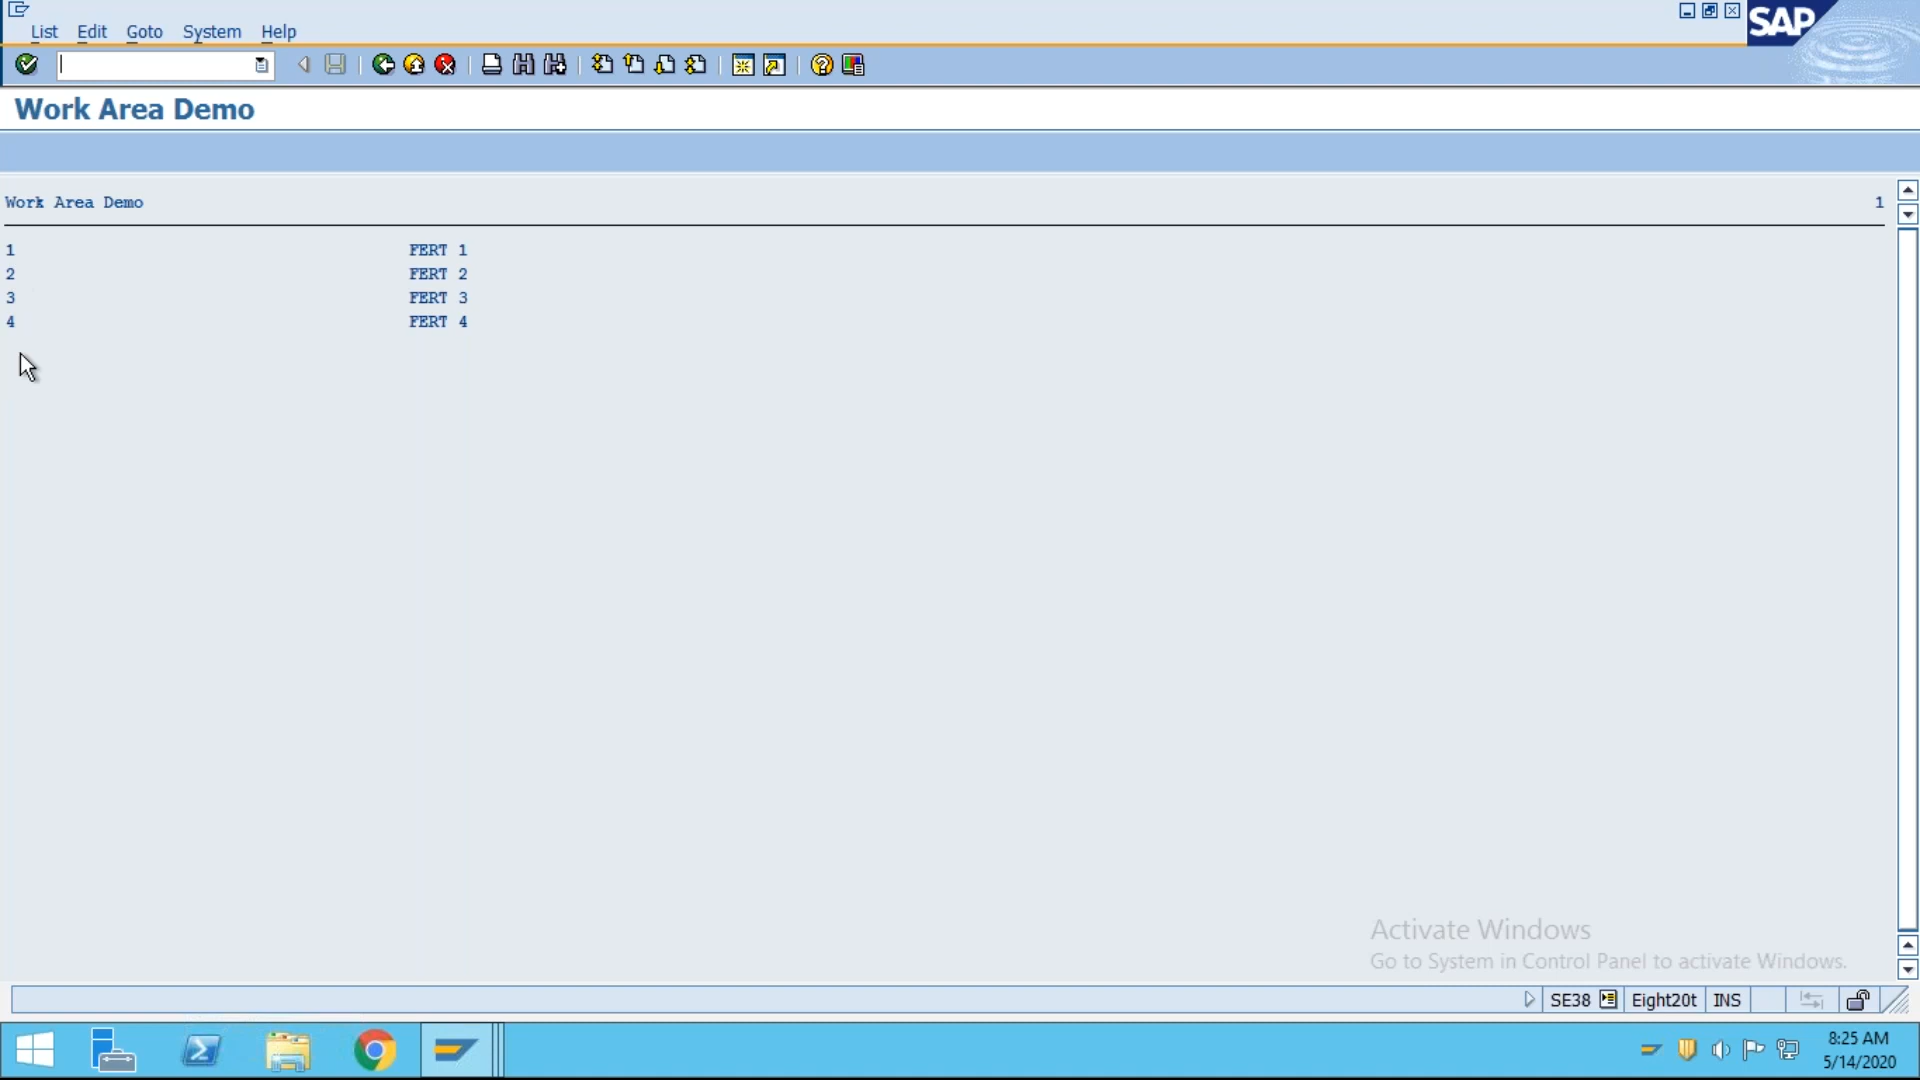 List Edit Goto System Help
SAP
Work Area Demo
Work Area Demo 1
1 FERT 1
2 FERT 2
3 FERT 3
4 FERT 4
Activate Windows
Go to System in Control Panel to activate Windows.
SE38 Eight20t INS
8:25 AM
5/14/2020